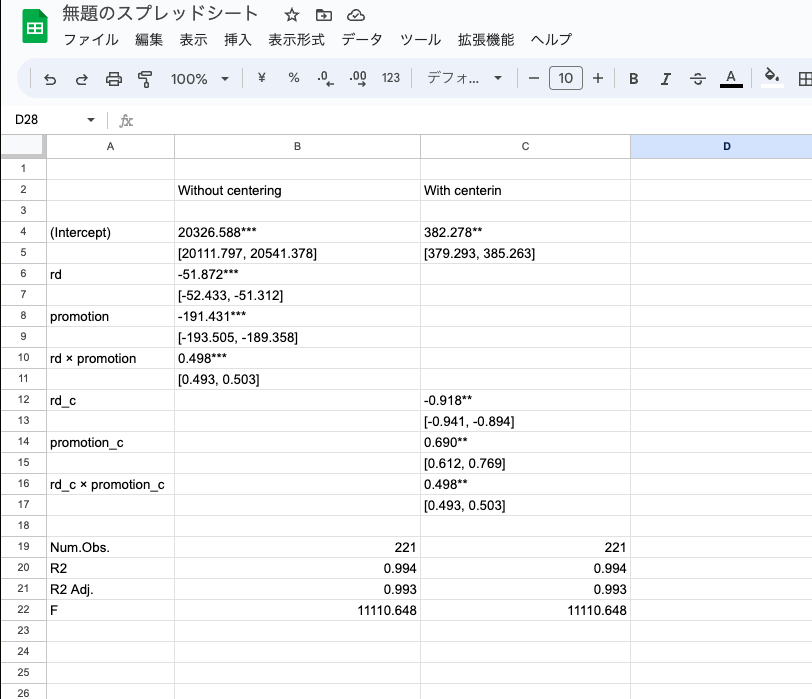 無題のスプレッドシート
ファイル 編集 表示 挿入 表示形式 データ ツール 拡張機能 ヘルプ
100% ¥ % .0 .00 123 デフォ... − 10 + B I S A
D28 fx
A B C D
1
2 Without centering With centerin
3
4 (Intercept) 20326.588*** 382.278**
5 [20111.797, 20541.378] [379.293, 385.263]
6 rd -51.872***
7 [-52.433, -51.312]
8 promotion -191.431***
9 [-193.505, -189.358]
10 rd × promotion 0.498***
11 [0.493, 0.503]
12 rd_c -0.918**
13 [-0.941, -0.894]
14 promotion_c 0.690**
15 [0.612, 0.769]
16 rd_c × promotion_c 0.498**
17 [0.493, 0.503]
18
19 Num.Obs. 221 221
20 R2 0.994 0.994
21 R2 Adj. 0.993 0.993
22 F 11110.648 11110.648
23
24
25
26